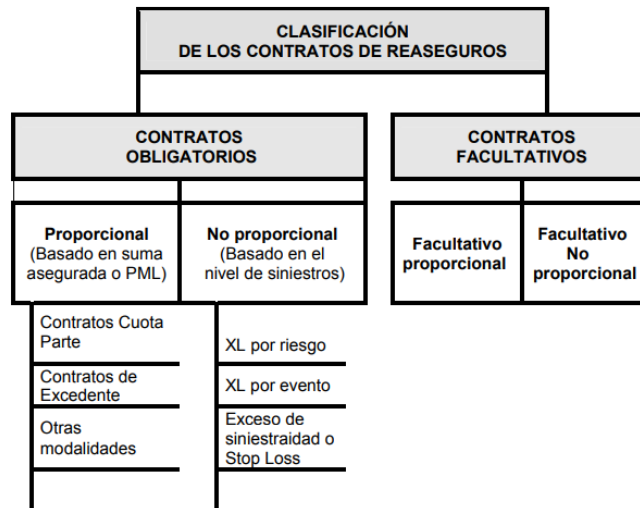 CLASIFICACIÓN
DE LOS CONTRATOS DE REASEGUROS
CONTRATOS
OBLIGATORIOS
CONTRATOS
FACULTATIVOS
Proporcional
(Basado en suma
asegurada o PML)
No proporcional
(Basado en el
nivel de siniestros)
Facultativo
proporcional
Facultativo
No
proporcional
Contratos Cuota
Parte
Contratos de
Excedente
Otras
modalidades
XL por riesgo
XL por evento
Exceso de
siniestraidad o
Stop Loss